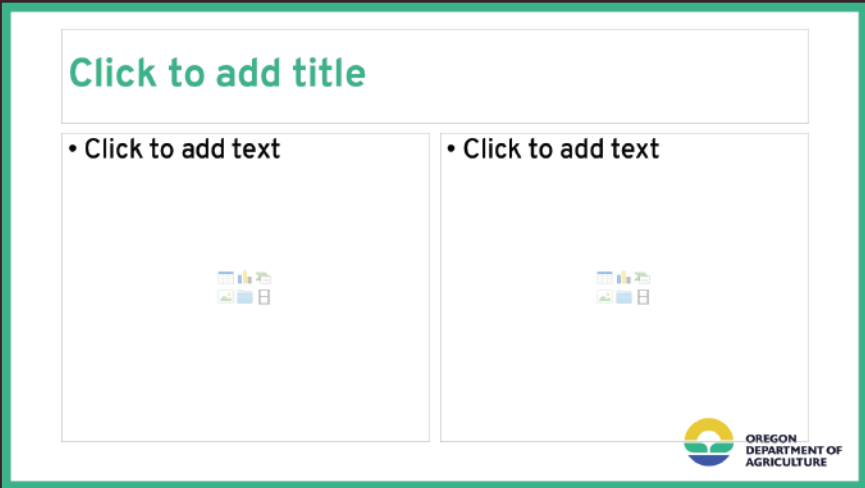 Click to add title
• Click to add text
• Click to add text
OREGON
DEPARTMENT OF
AGRICULTURE